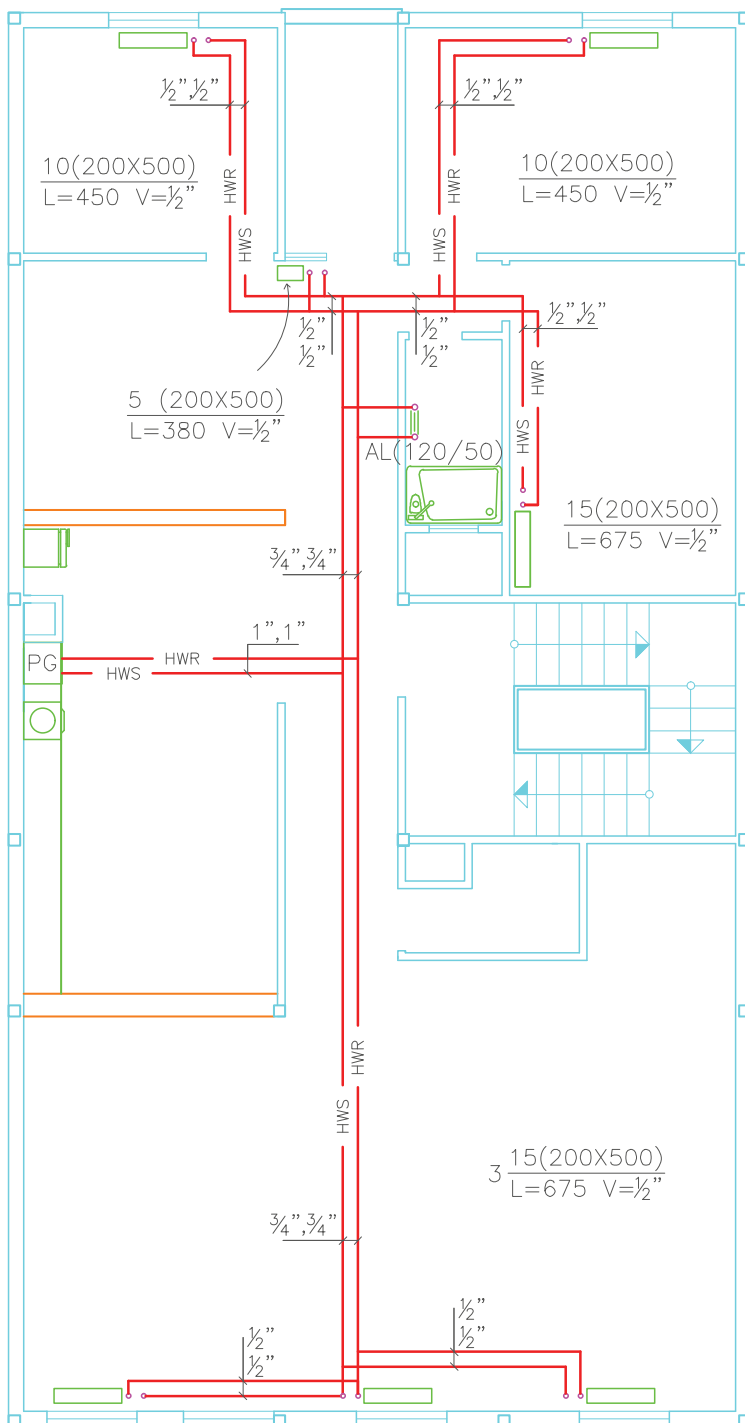 ½”,½”
½”,½”
10(200X500)
L=450 V=½”
HWR
HWS
HWS
HWR
10(200X500)
L=450 V=½”
½”
½”
½”
½”
½”,½”
5 (200X500)
L=380 V=½”
HWR
HWS
AL(120/50)
15(200X500)
L=675 V=½”
¾”,¾”
1”,1”
PG
HWR
HWS
HWR
HWS
3
15(200X500)
L=675 V=½”
¾”,¾”
½”
½”
½”
½”